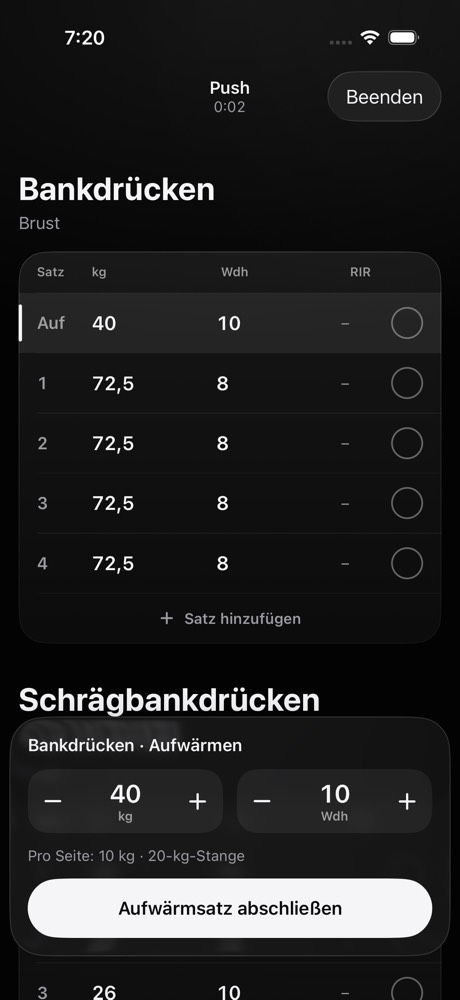 7:20
Push
0:02
Beenden
Bankdrücken
Brust
Satz kg Wdh RIR
Auf 40 10 –
1 72,5 8 –
2 72,5 8 –
3 72,5 8 –
4 72,5 8 –
+ Satz hinzufügen
Schrägbankdrücken
Bankdrücken · Aufwärmen
− 40 + − 10 +
kg Wdh
Pro Seite: 10 kg · 20-kg-Stange
Aufwärmsatz abschließen
3 26 10 –